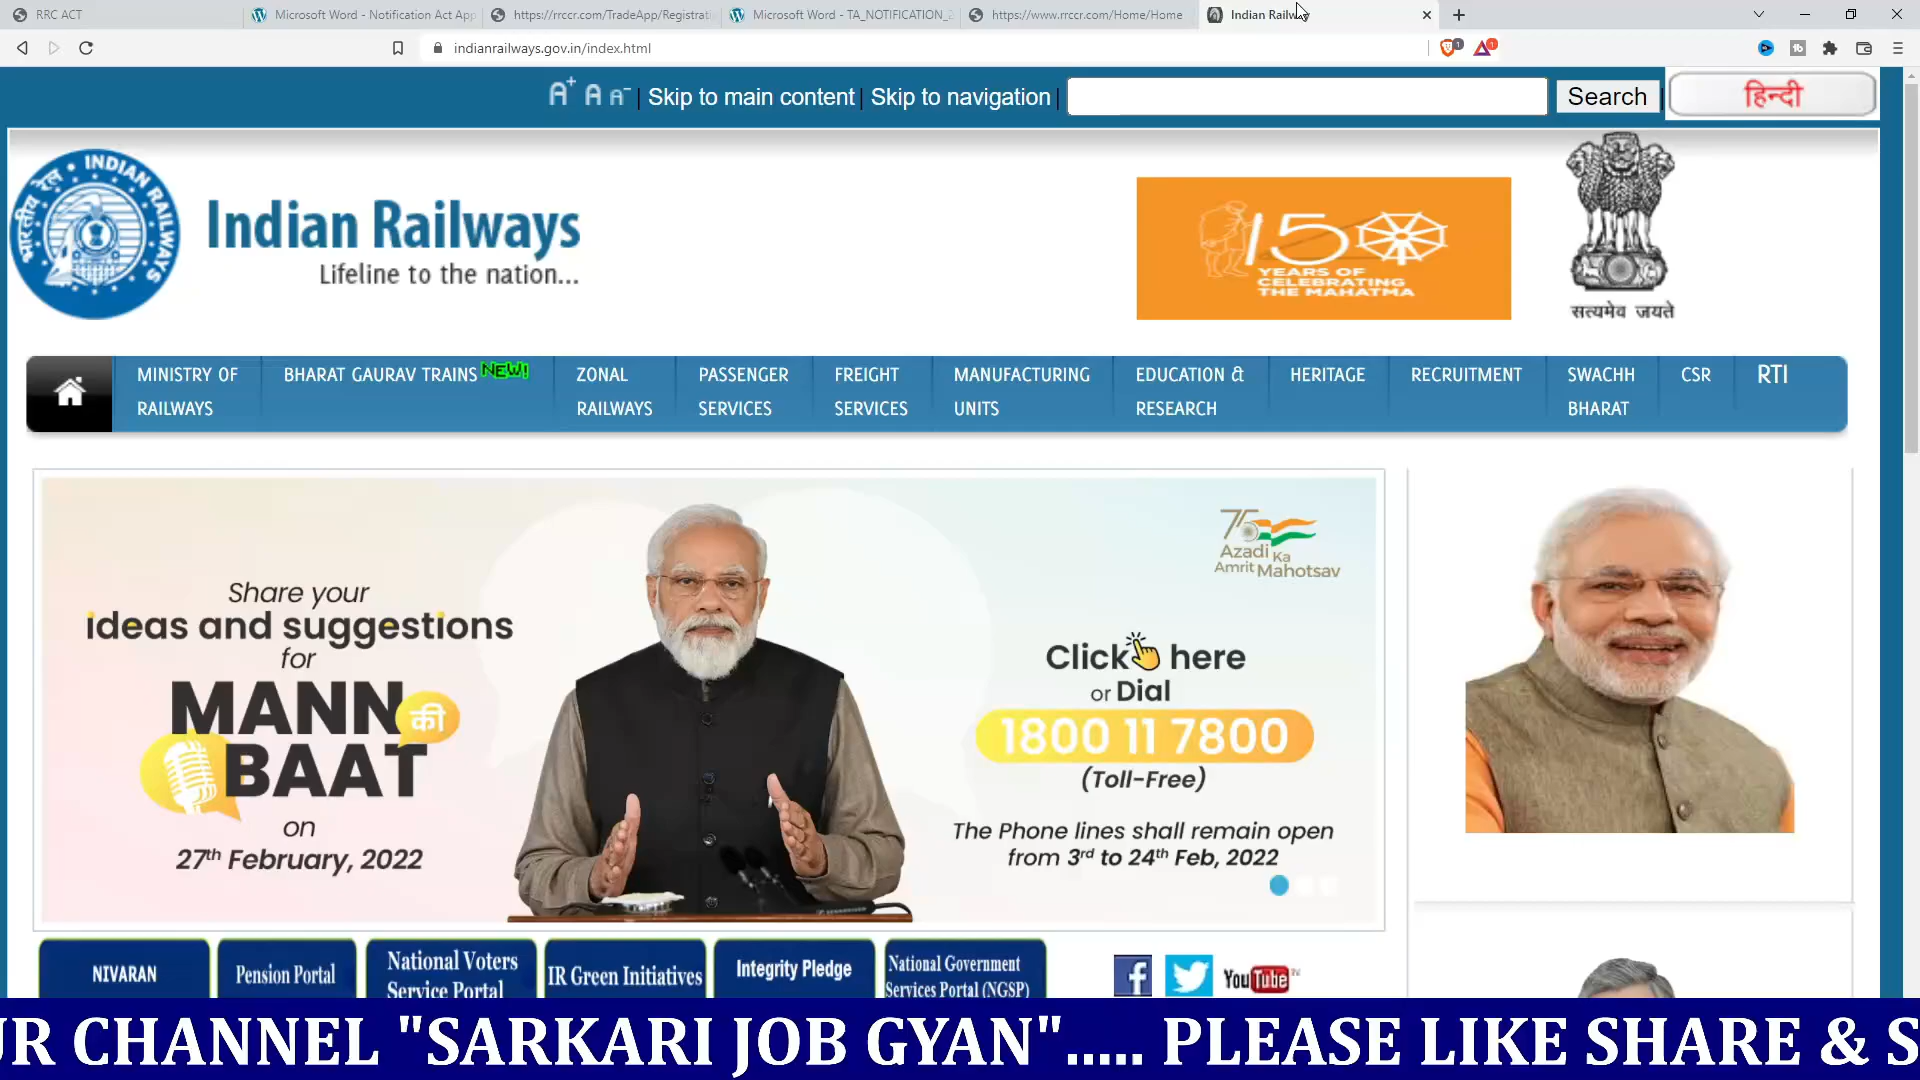 RRC ACT
Microsoft Word - Notification Act App
https://rrccr.com/TradeApp/Registrati
Microsoft Word - TA_NOTIFICATION_2
https://www.rrccr.com/Home/Home
Indian Railw
indianrailways.gov.in/index.html
A+ A A-
Skip to main content
Skip to navigation
Search
हिन्दी
भारतीय रेल INDIAN RAILWAYS
Indian Railways
Lifeline to the nation...
150
YEARS OF
CELEBRATING
THE MAHATMA
सत्यमेव जयते
MINISTRY OF
RAILWAYS
BHARAT GAURAV TRAINS NEW!
ZONAL
RAILWAYS
PASSENGER
SERVICES
FREIGHT
SERVICES
MANUFACTURING
UNITS
EDUCATION &
RESEARCH
HERITAGE
RECRUITMENT
SWACHH
BHARAT
CSR
RTI
Share your
ideas and suggestions
for
MANN की
BAAT
on
27th February, 2022
75
Azadi Ka
Amrit Mahotsav
Click here
or Dial
1800 11 7800
(Toll-Free)
The Phone lines shall remain open
from 3rd to 24th Feb, 2022
NIVARAN
Pension Portal
National Voters
Service Portal
IR Green Initiatives
Integrity Pledge
National Government
Services Portal (NGSP)
f
YouTube
UR CHANNEL "SARKARI JOB GYAN"..... PLEASE LIKE SHARE & S